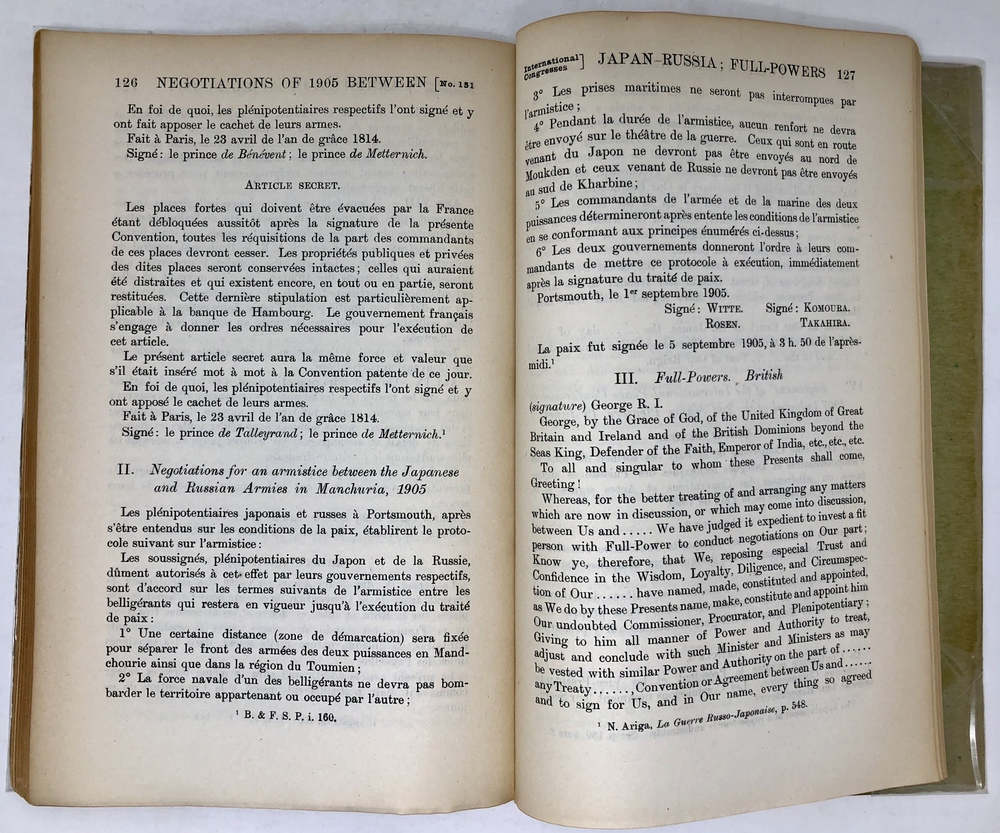 126 NEGOTIATIONS OF 1905 BETWEEN [No. 151
En foi de quoi, les plénipotentiaires respectifs l'ont signé et y
ont fait apposer le cachet de leurs armes.
Fait à Paris, le 23 avril de l'an de grâce 1814.
Signé: le prince de Bénévent; le prince de Metternich.
ARTICLE SECRET.
Les places fortes qui doivent être évacuées par la France
étant débloquées aussitôt après la signature de la présente
Convention, toutes les réquisitions de la part des commandants
de ces places devront cesser. Les propriétés publiques et privées
des dites places seront conservées intactes; celles qui auraient
été distraites et qui existent encore, en tout ou en partie, seront
restituées. Cette dernière stipulation est particulièrement ap-
plicable à la banque de Hambourg. Le gouvernement français
s'engage à donner les ordres nécessaires pour l'exécution de
cet article.
Le présent article secret aura la même force et valeur que
s'il était inséré mot à mot à la Convention patente de ce jour.
En foi de quoi, les plénipotentiaires respectifs l'ont signé et y
ont apposé le cachet de leurs armes.
Fait à Paris, le 23 avril de l'an de grâce 1814.
Signé: le prince de Talleyrand; le prince de Metternich.¹
II. Negotiations for an armistice between the Japanese
and Russian Armies in Manchuria, 1905
Les plénipotentiaires japonais et russes à Portsmouth, après
s'être entendus sur les conditions de la paix, établirent le proto-
cole suivant sur l'armistice:
Les soussignés, plénipotentiaires du Japon et de la Russie,
dûment autorisés à cet effet par leurs gouvernements respectifs,
sont d'accord sur les termes suivants de l'armistice entre les
belligérants qui restera en vigueur jusqu'à l'exécution du traité
de paix:
1° Une certaine distance (zone de démarcation) sera fixée
pour séparer le front des armées des deux puissances en Mand-
chourie ainsi que dans la région du Toumien;
2° La force navale d'un des belligérants ne devra pas bom-
barder le territoire appartenant ou occupé par l'autre;
¹ B. & F. S. P. i. 160.
International Congresses] JAPAN-RUSSIA; FULL-POWERS 127
3° Les prises maritimes ne seront pas interrompues par
l'armistice;
4° Pendant la durée de l'armistice, aucun renfort ne devra
être envoyé sur le théâtre de la guerre. Ceux qui sont en route
venant du Japon ne devront pas être envoyés au nord de
Moukden et ceux venant de Russie ne devront pas être envoyés
au sud de Kharbine;
5° Les commandants de l'armée et de la marine des deux
puissances détermineront après entente les conditions de l'armistice
en se conformant aux principes énumérés ci-dessus;
6° Les deux gouvernements donneront l'ordre à leurs com-
mandants de mettre ce protocole à exécution, immédiatement
après la signature du traité de paix.
Portsmouth, le 1er septembre 1905.
Signé: WITTE. Signé: KOMOURA.
ROSEN. TAKAHIRA.
La paix fut signée le 5 septembre 1905, à 3 h. 50 de l'après-
midi.¹
III. Full-Powers. British
(signature) George R. I.
George, by the Grace of God, of the United Kingdom of Great
Britain and Ireland and of the British Dominions beyond the
Seas King, Defender of the Faith, Emperor of India, etc., etc., etc.
To all and singular to whom these Presents shall come,
Greeting!
Whereas, for the better treating of and arranging any matters
which are now in discussion, or which may come into discussion,
between Us and ..... We have judged it expedient to invest a fit
person with Full-Power to conduct negotiations on Our part;
Know ye, therefore, that We, reposing especial Trust and
Confidence in the Wisdom, Loyalty, Diligence, and Circumspec-
tion of Our ...... have named, made, constituted and appointed,
as We do by these Presents name, make, constitute and appoint him
Our undoubted Commissioner, Procurator, and Plenipotentiary;
Giving to him all manner of Power and Authority to treat,
adjust and conclude with such Minister and Ministers as may
be vested with similar Power and Authority on the part of ......
any Treaty ......, Convention or Agreement between Us and ......
and to sign for Us, and in Our name, every thing so agreed
¹ N. Ariga, La Guerre Russo-Japonaise, p. 548.